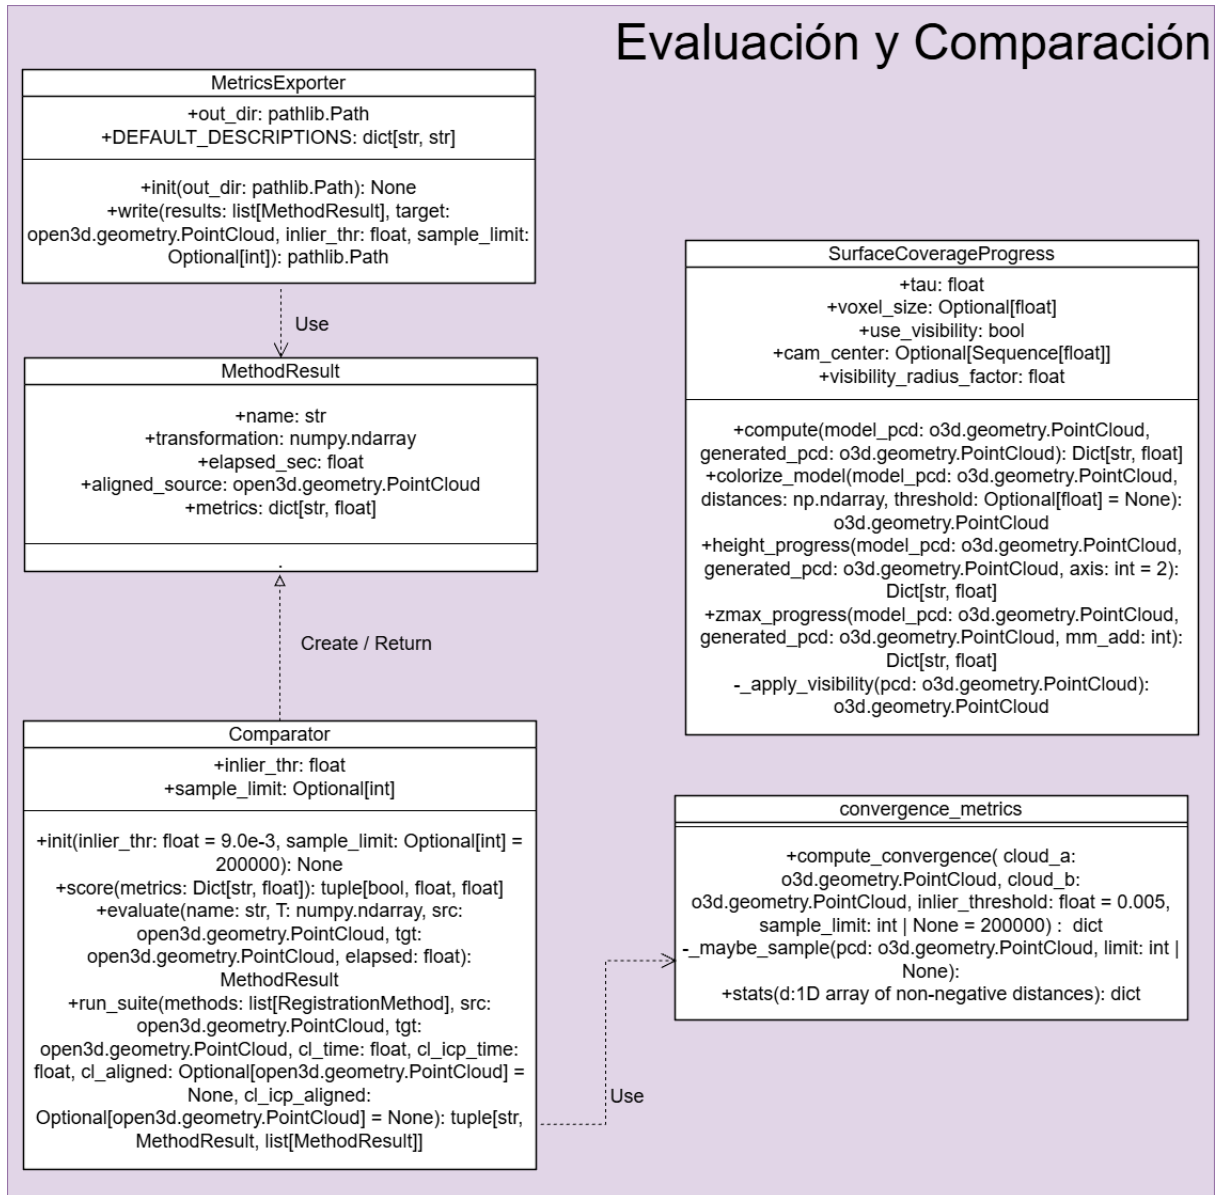 Evaluación y Comparación
MetricsExporter
+out_dir: pathlib.Path
+DEFAULT_DESCRIPTIONS: dict[str, str]
+init(out_dir: pathlib.Path): None
+write(results: list[MethodResult], target:
open3d.geometry.PointCloud, inlier_thr: float, sample_limit:
Optional[int]): pathlib.Path
Use
MethodResult
+name: str
+transformation: numpy.ndarray
+elapsed_sec: float
+aligned_source: open3d.geometry.PointCloud
+metrics: dict[str, float]
.
Create / Return
Comparator
+inlier_thr: float
+sample_limit: Optional[int]
+init(inlier_thr: float = 9.0e-3, sample_limit: Optional[int] =
200000): None
+score(metrics: Dict[str, float]): tuple[bool, float, float]
+evaluate(name: str, T: numpy.ndarray, src:
open3d.geometry.PointCloud, tgt:
open3d.geometry.PointCloud, elapsed: float):
MethodResult
+run_suite(methods: list[RegistrationMethod], src:
open3d.geometry.PointCloud, tgt:
open3d.geometry.PointCloud, cl_time: float, cl_icp_time:
float, cl_aligned: Optional[open3d.geometry.PointCloud] =
None, cl_icp_aligned:
Optional[open3d.geometry.PointCloud] = None): tuple[str,
MethodResult, list[MethodResult]]
SurfaceCoverageProgress
+tau: float
+voxel_size: Optional[float]
+use_visibility: bool
+cam_center: Optional[Sequence[float]]
+visibility_radius_factor: float
+compute(model_pcd: o3d.geometry.PointCloud,
generated_pcd: o3d.geometry.PointCloud): Dict[str, float]
+colorize_model(model_pcd: o3d.geometry.PointCloud,
distances: np.ndarray, threshold: Optional[float] = None):
o3d.geometry.PointCloud
+height_progress(model_pcd: o3d.geometry.PointCloud,
generated_pcd: o3d.geometry.PointCloud, axis: int = 2):
Dict[str, float]
+zmax_progress(model_pcd: o3d.geometry.PointCloud,
generated_pcd: o3d.geometry.PointCloud, mm_add: int):
Dict[str, float]
-_apply_visibility(pcd: o3d.geometry.PointCloud):
o3d.geometry.PointCloud
convergence_metrics
+compute_convergence( cloud_a:
o3d.geometry.PointCloud, cloud_b:
o3d.geometry.PointCloud, inlier_threshold: float = 0.005,
sample_limit: int | None = 200000) : dict
-_maybe_sample(pcd: o3d.geometry.PointCloud, limit: int |
None):
+stats(d:1D array of non-negative distances): dict
Use